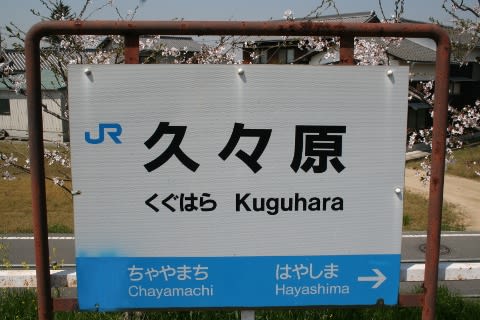 JR 久々原
くぐはら Kuguhara
ちゃやまち はやしま →
Chayamachi Hayashima